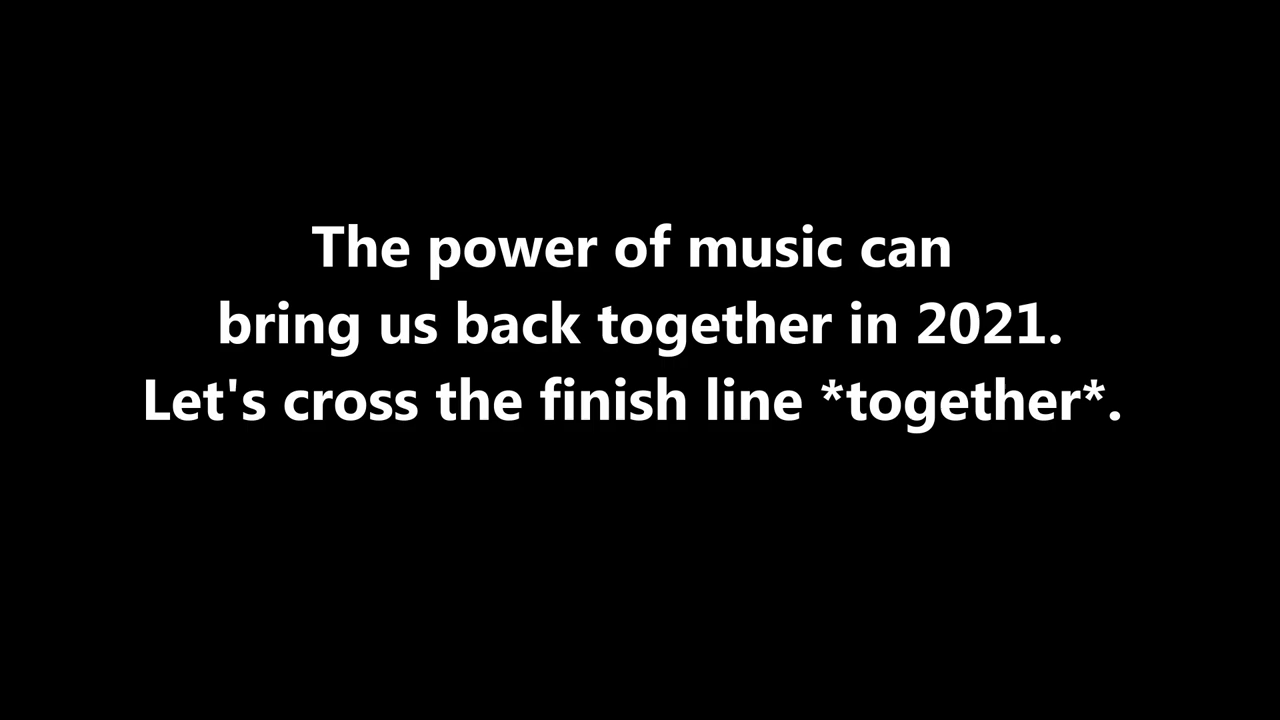 The power of music can
bring us back together in 2021.
Let's cross the finish line *together*.